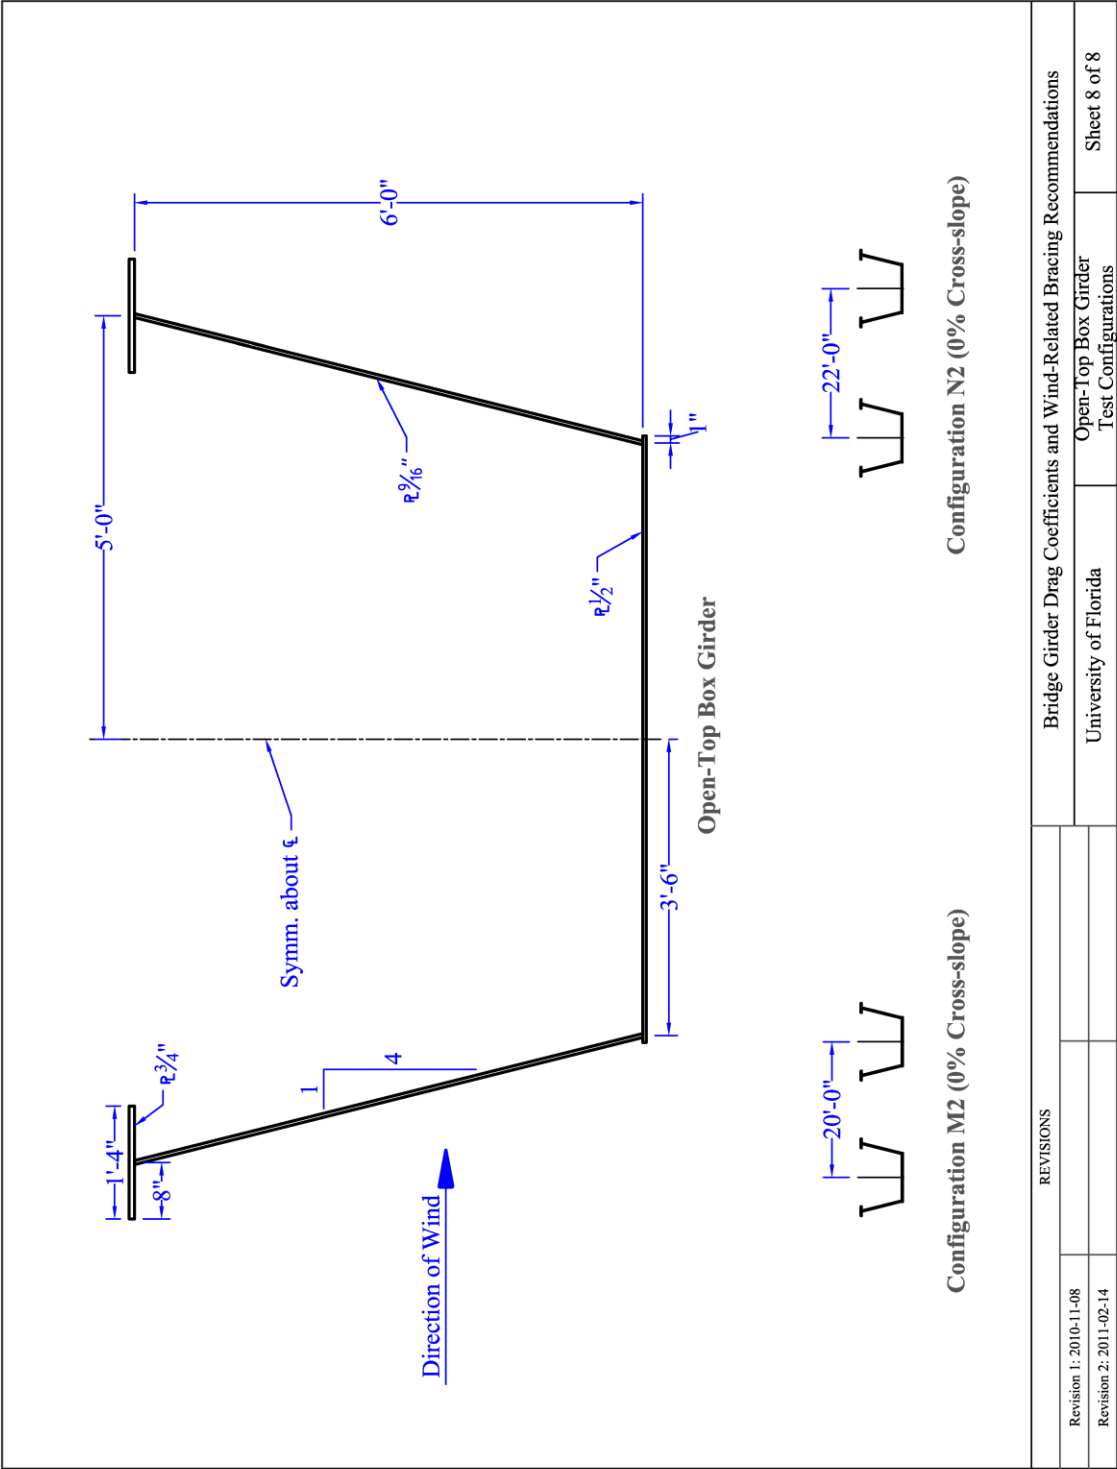 5'-0"
1'-4"
8"
℄ 3/4"
Symm. about ℄
1
4
℄ 9/16"
6'-0"
Direction of Wind
℄ 1/2"
1"
3'-6"
Open-Top Box Girder
20'-0"
22'-0"
Configuration M2 (0% Cross-slope)
Configuration N2 (0% Cross-slope)
REVISIONS
Revision 1: 2010-11-08
Revision 2: 2011-02-14
Bridge Girder Drag Coefficients and Wind-Related Bracing Recommendations
University of Florida
Open-Top Box Girder
Test Configurations
Sheet 8 of 8